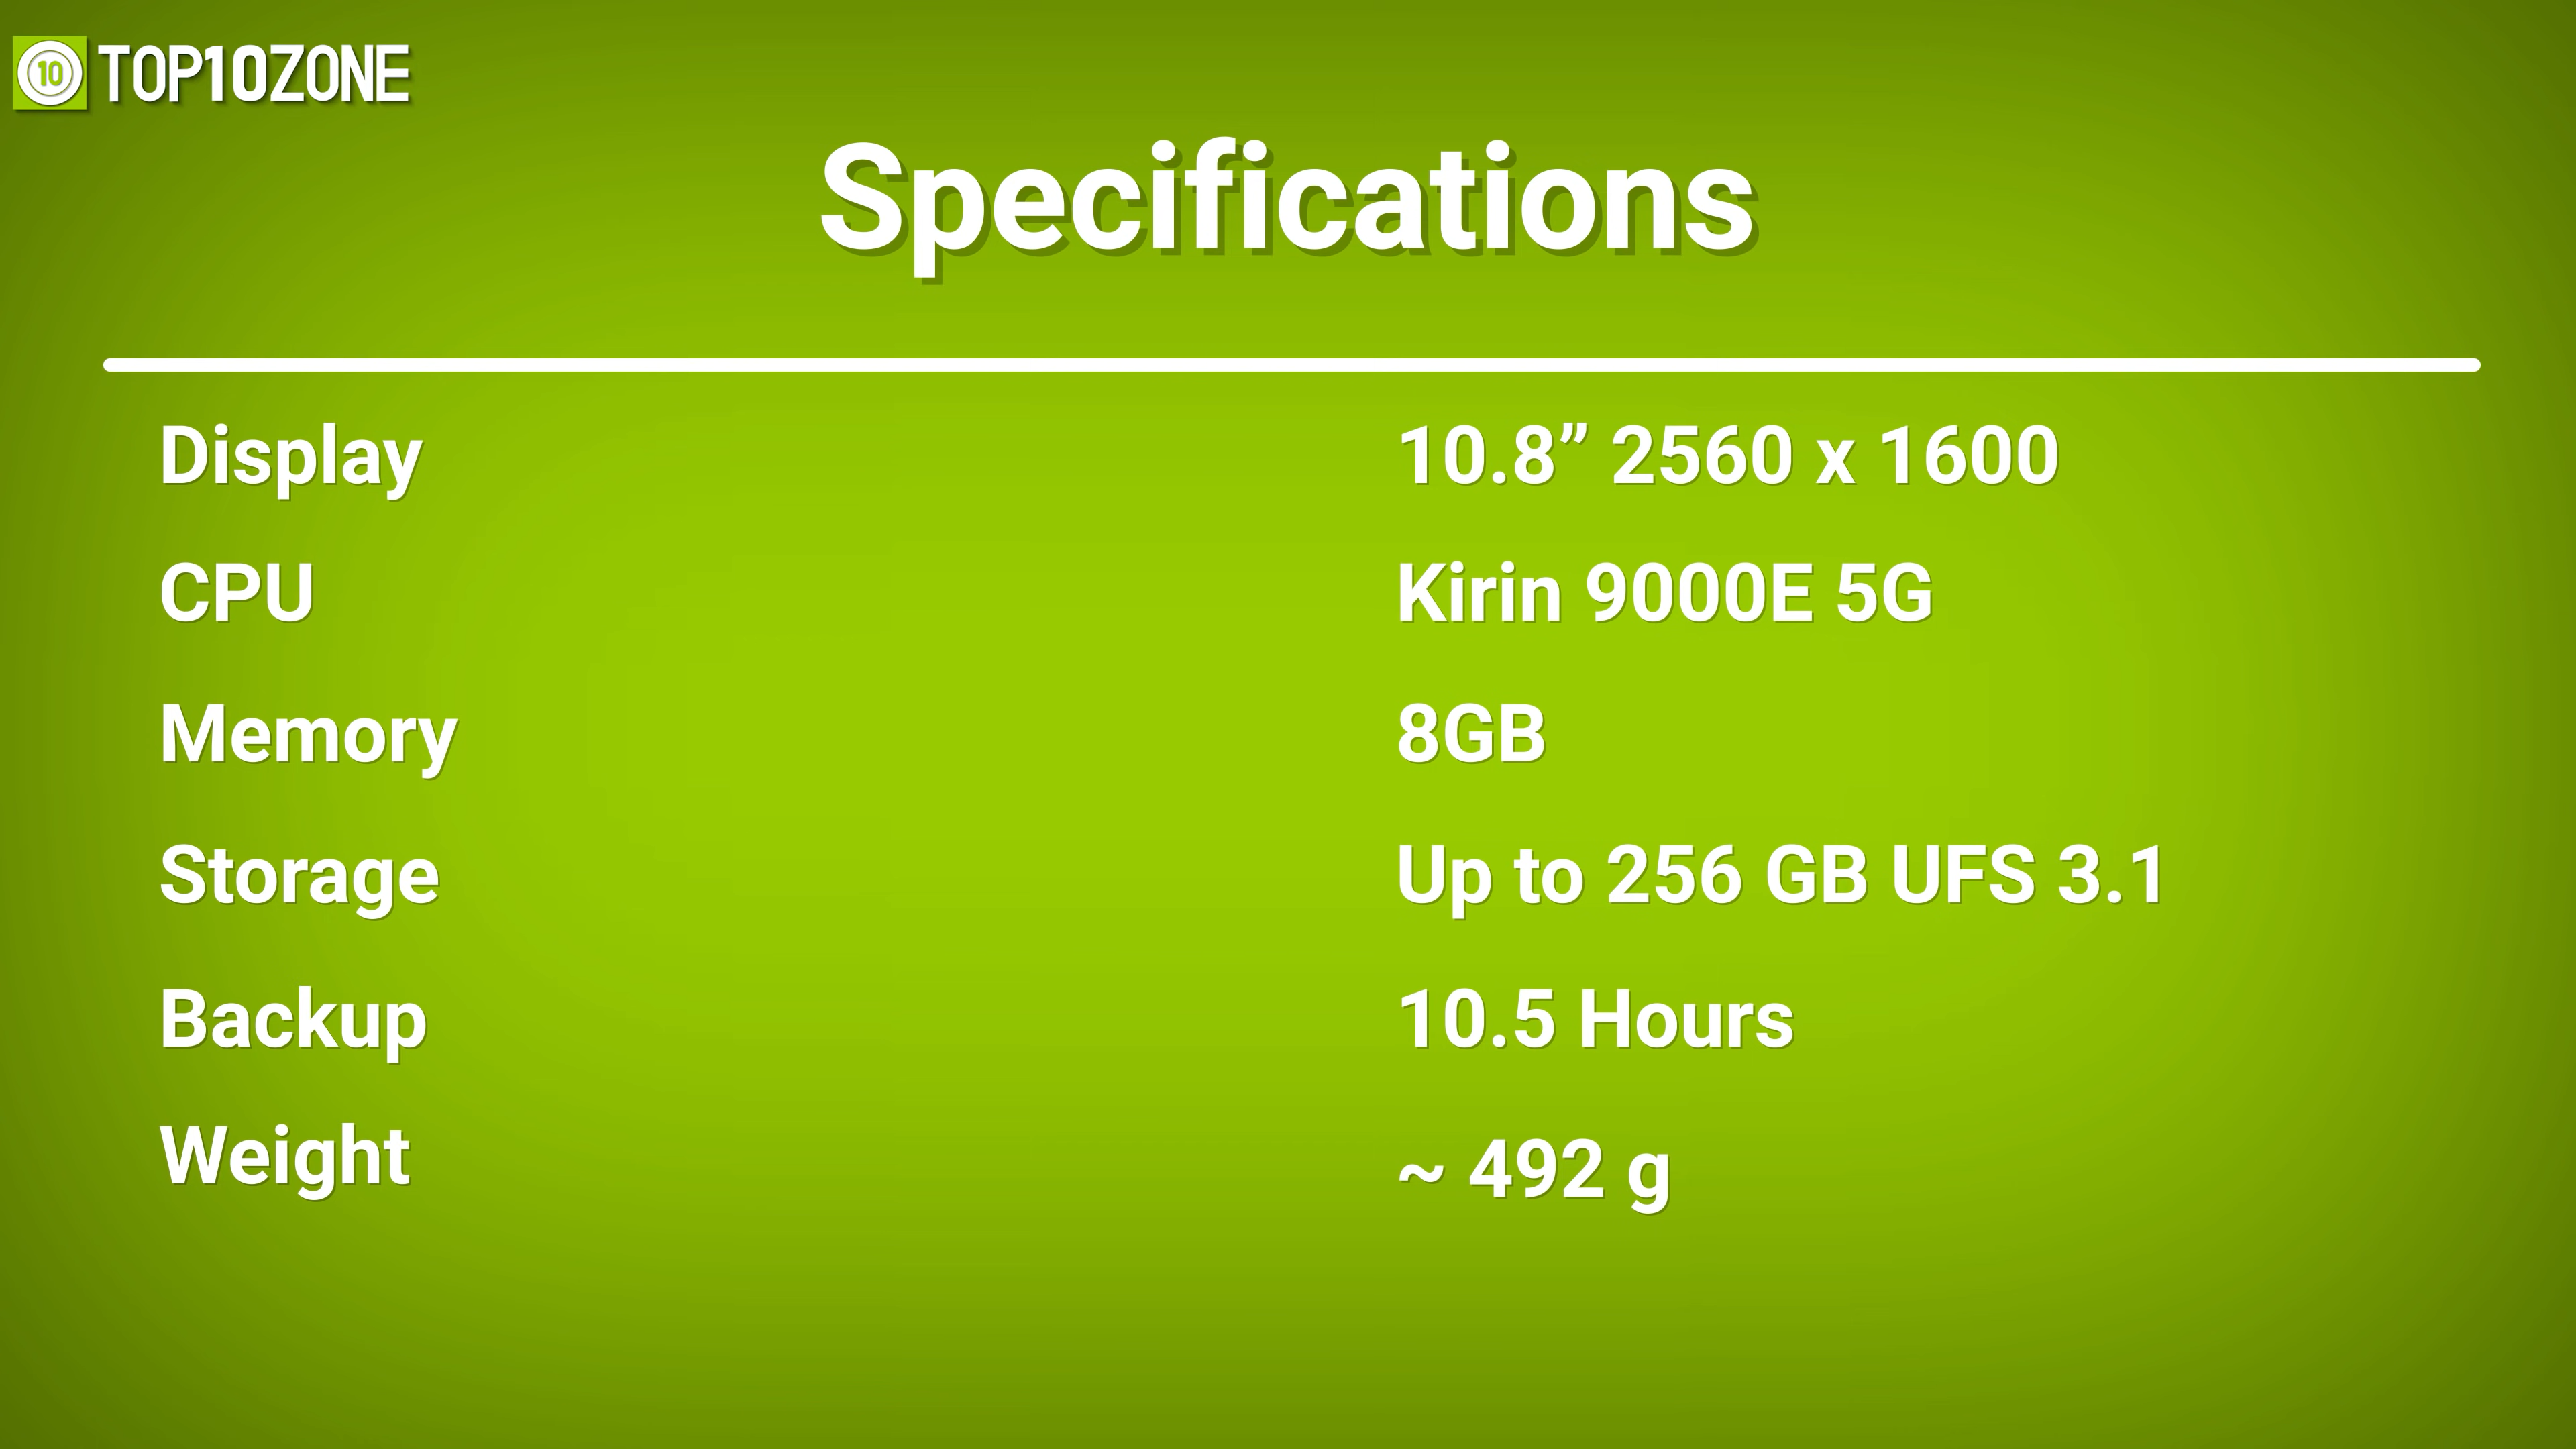 10 TOP10ZONE
Specifications
Display 10.8” 2560 x 1600
CPU Kirin 9000E 5G
Memory 8GB
Storage Up to 256 GB UFS 3.1
Backup 10.5 Hours
Weight ~ 492 g